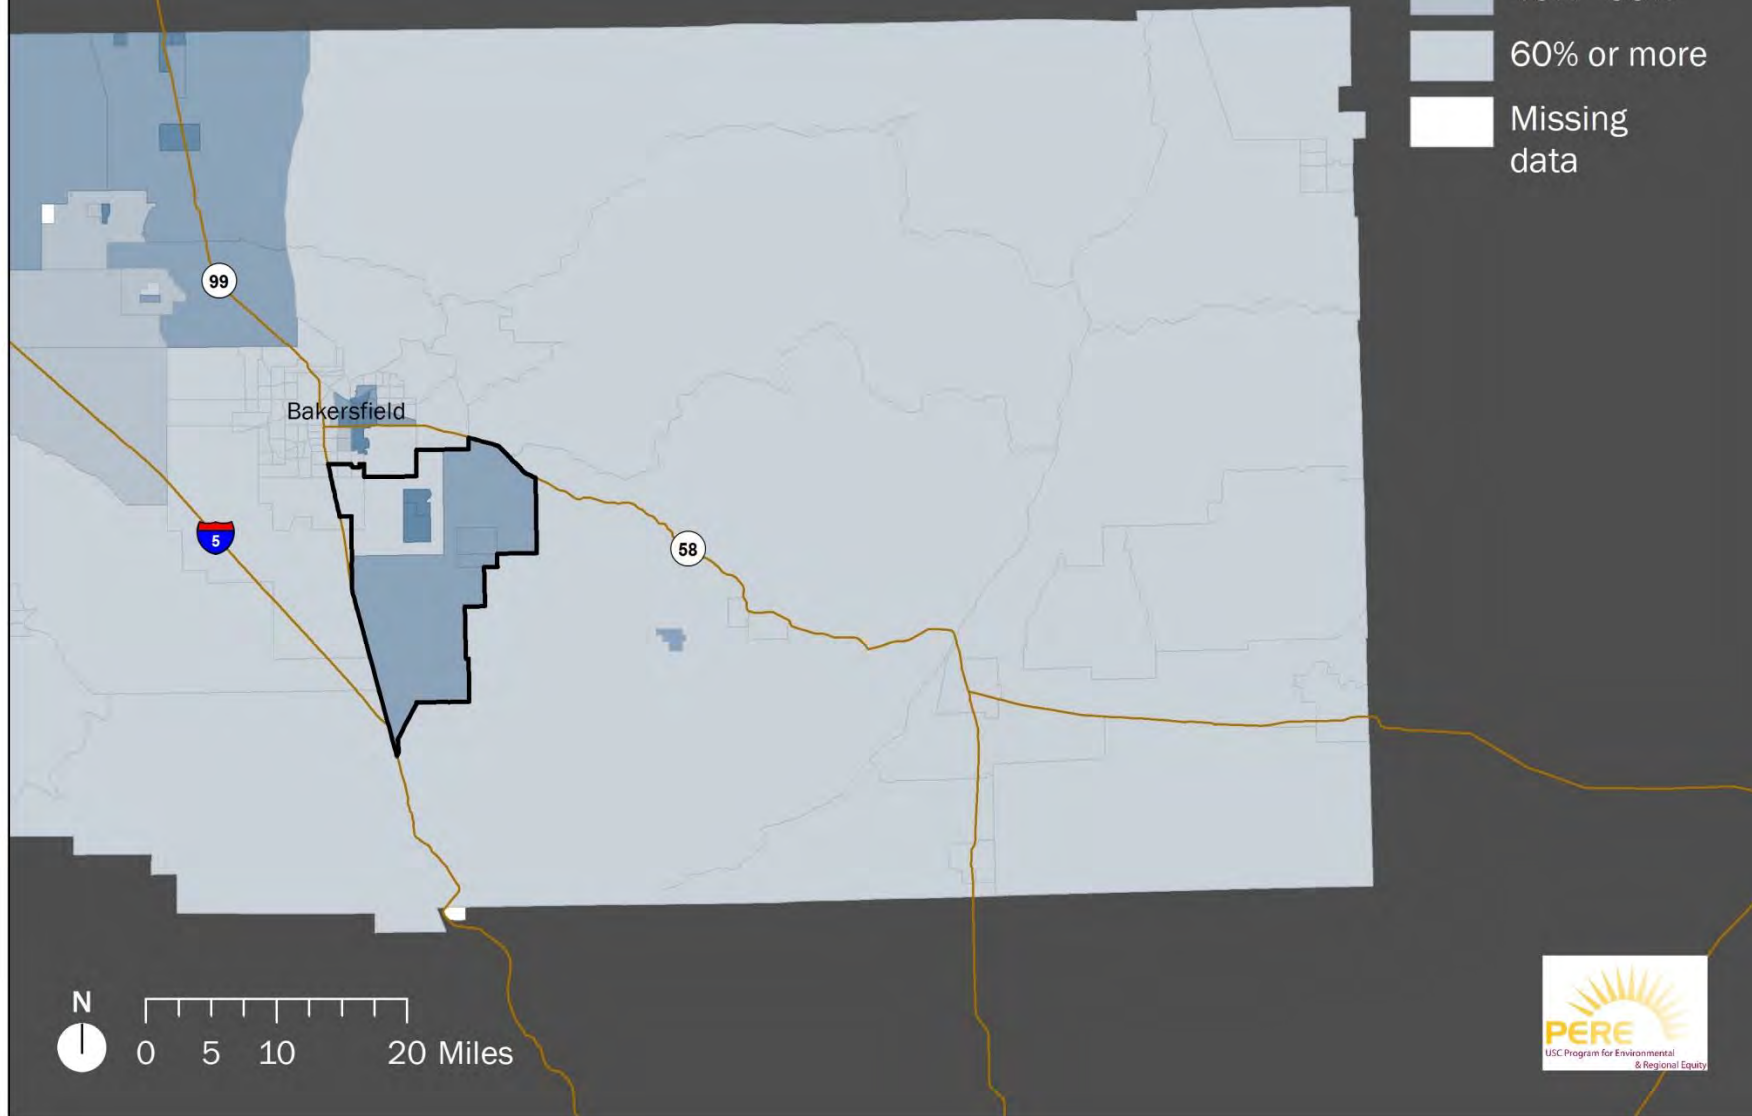 60% or more
Missing
data
99
Bakersfield
5
58
N
0 5 10 20 Miles
PERE
USC Program for Environmental
& Regional Equity